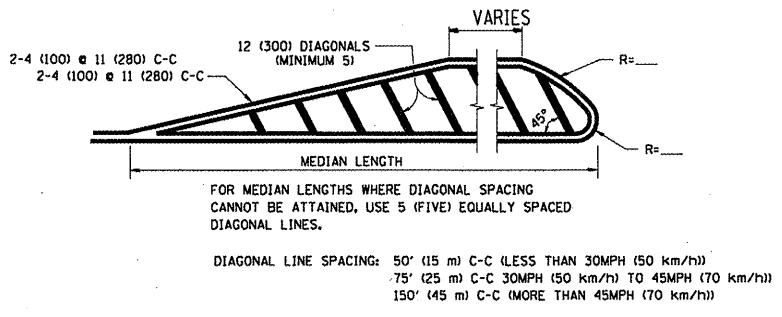 VARIES
2-4 (100) @ 11 (280) C-C
2-4 (100) @ 11 (280) C-C
12 (300) DIAGONALS
(MINIMUM 5)
R=___
45°
R=___
MEDIAN LENGTH
FOR MEDIAN LENGTHS WHERE DIAGONAL SPACING
CANNOT BE ATTAINED, USE 5 (FIVE) EQUALLY SPACED
DIAGONAL LINES.
DIAGONAL LINE SPACING: 50' (15 m) C-C (LESS THAN 30MPH (50 km/h))
75' (25 m) C-C 30MPH (50 km/h) TO 45MPH (70 km/h))
150' (45 m) C-C (MORE THAN 45MPH (70 km/h))